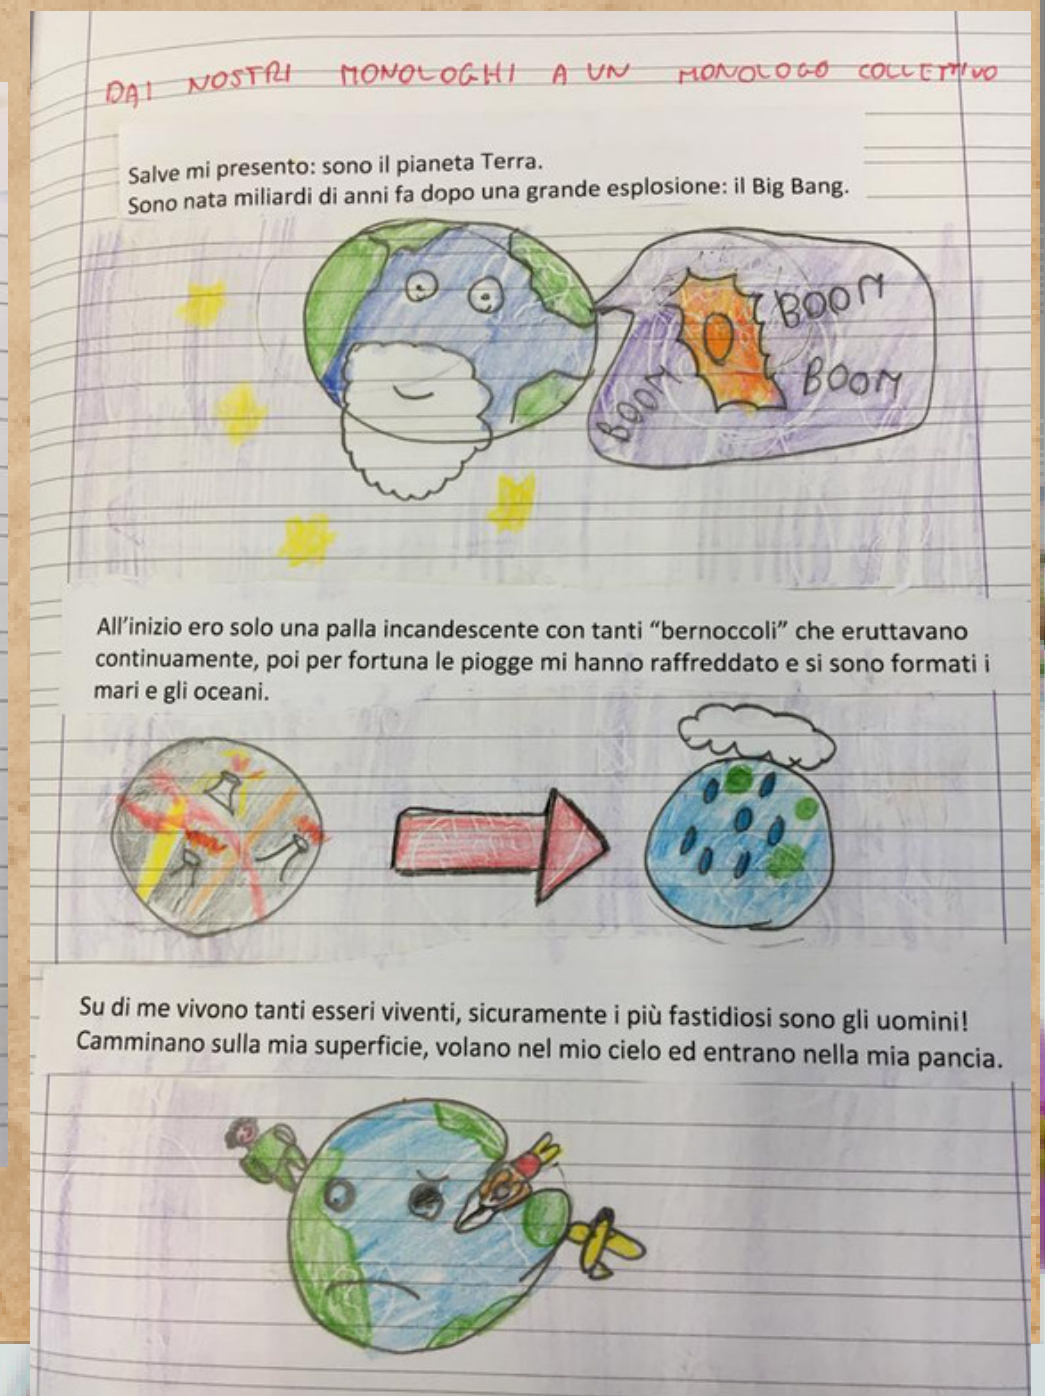 DAI NOSTRI MONOLOGHI A UN MONOLOGO COLLETTIVO
Salve mi presento: sono il pianeta Terra.
Sono nata miliardi di anni fa dopo una grande esplosione: il Big Bang.
BOOM
BOOM
BOOM
All'inizio ero solo una palla incandescente con tanti “bernoccoli” che eruttavano
continuamente, poi per fortuna le piogge mi hanno raffreddato e si sono formati i
mari e gli oceani.
Su di me vivono tanti esseri viventi, sicuramente i più fastidiosi sono gli uomini!
Camminano sulla mia superficie, volano nel mio cielo ed entrano nella mia pancia.